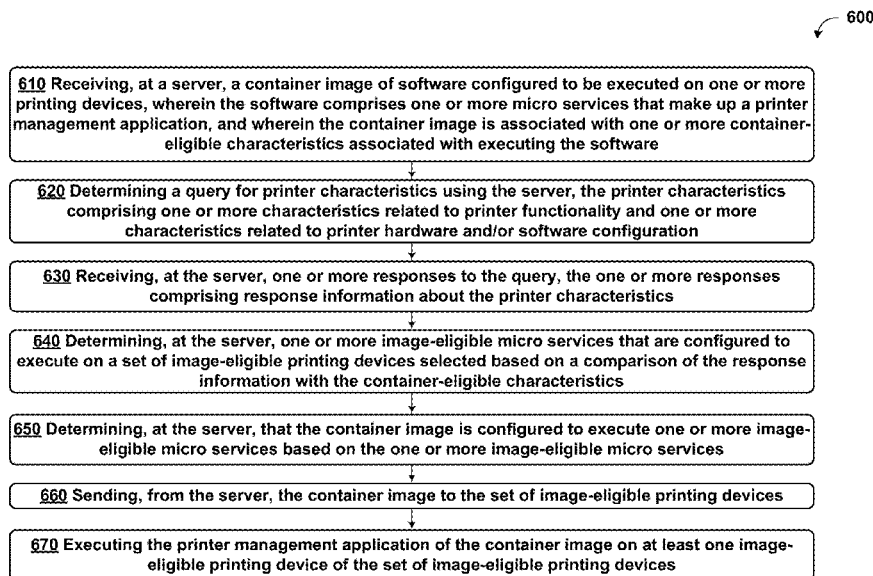 600
610 Receiving, at a server, a container image of software configured to be executed on one or more
printing devices, wherein the software comprises one or more micro services that make up a printer
management application, and wherein the container image is associated with one or more container-
eligible characteristics associated with executing the software
620 Determining a query for printer characteristics using the server, the printer characteristics
comprising one or more characteristics related to printer functionality and one or more
characteristics related to printer hardware and/or software configuration
630 Receiving, at the server, one or more responses to the query, the one or more responses
comprising response information about the printer characteristics
640 Determining, at the server, one or more image-eligible micro services that are configured to
execute on a set of image-eligible printing devices selected based on a comparison of the response
information with the container-eligible characteristics
650 Determining, at the server, that the container image is configured to execute one or more image-
eligible micro services based on the one or more image-eligible micro services
660 Sending, from the server, the container image to the set of image-eligible printing devices
670 Executing the printer management application of the container image on at least one image-
eligible printing device of the set of image-eligible printing devices